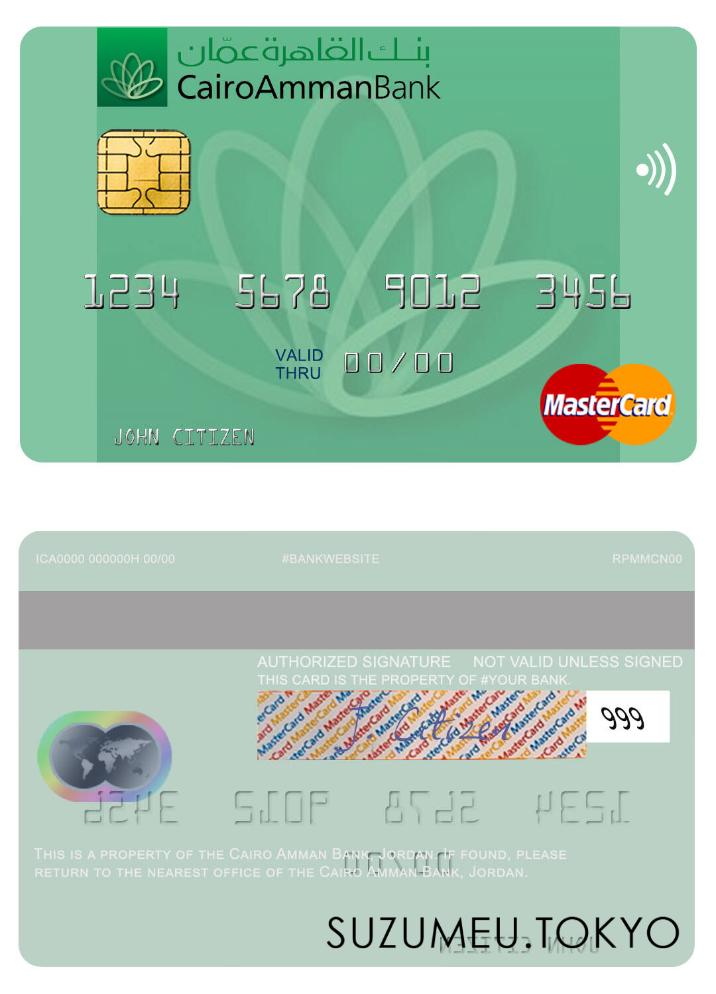 بنك القاهرة عمّان
CairoAmmanBank
1234 5678 9012 3456
VALID THRU 00/00
JOHN CITIZEN
MasterCard
ICA0000 000000H 00/00 #BANKWEBSITE RPMMCN00
AUTHORIZED SIGNATURE NOT VALID UNLESS SIGNED
THIS CARD IS THE PROPERTY OF #YOUR BANK.
J. Citizen
999
THIS IS A PROPERTY OF THE CAIRO AMMAN BANK, JORDAN. IF FOUND, PLEASE
RETURN TO THE NEAREST OFFICE OF THE CAIRO AMMAN BANK, JORDAN.
SUZUMEU.TOKYO